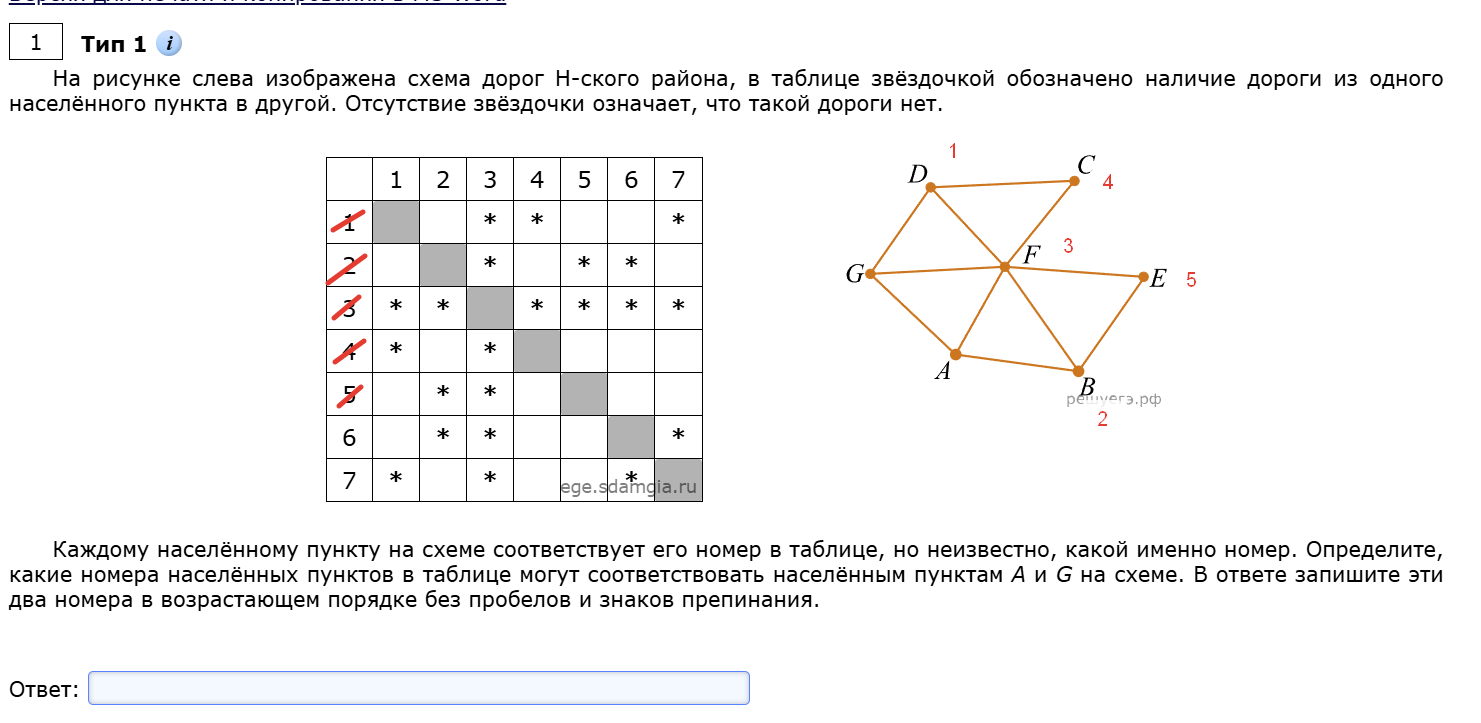 1 Тип 1 i
На рисунке слева изображена схема дорог Н-ского района, в таблице звёздочкой обозначено наличие дороги из одного
населённого пункта в другой. Отсутствие звёздочки означает, что такой дороги нет.
1 2 3 4 5 6 7
1 * * *
2 * * *
3 * * * * * *
4 * *
5 * *
6 * * *
7 * * *
ege.sdamgia.ru
1
D C
4
F 3
G E 5
A B
решуегэ.рф
2
Каждому населённому пункту на схеме соответствует его номер в таблице, но неизвестно, какой именно номер. Определите,
какие номера населённых пунктов в таблице могут соответствовать населённым пунктам A и G на схеме. В ответе запишите эти
два номера в возрастающем порядке без пробелов и знаков препинания.
Ответ: